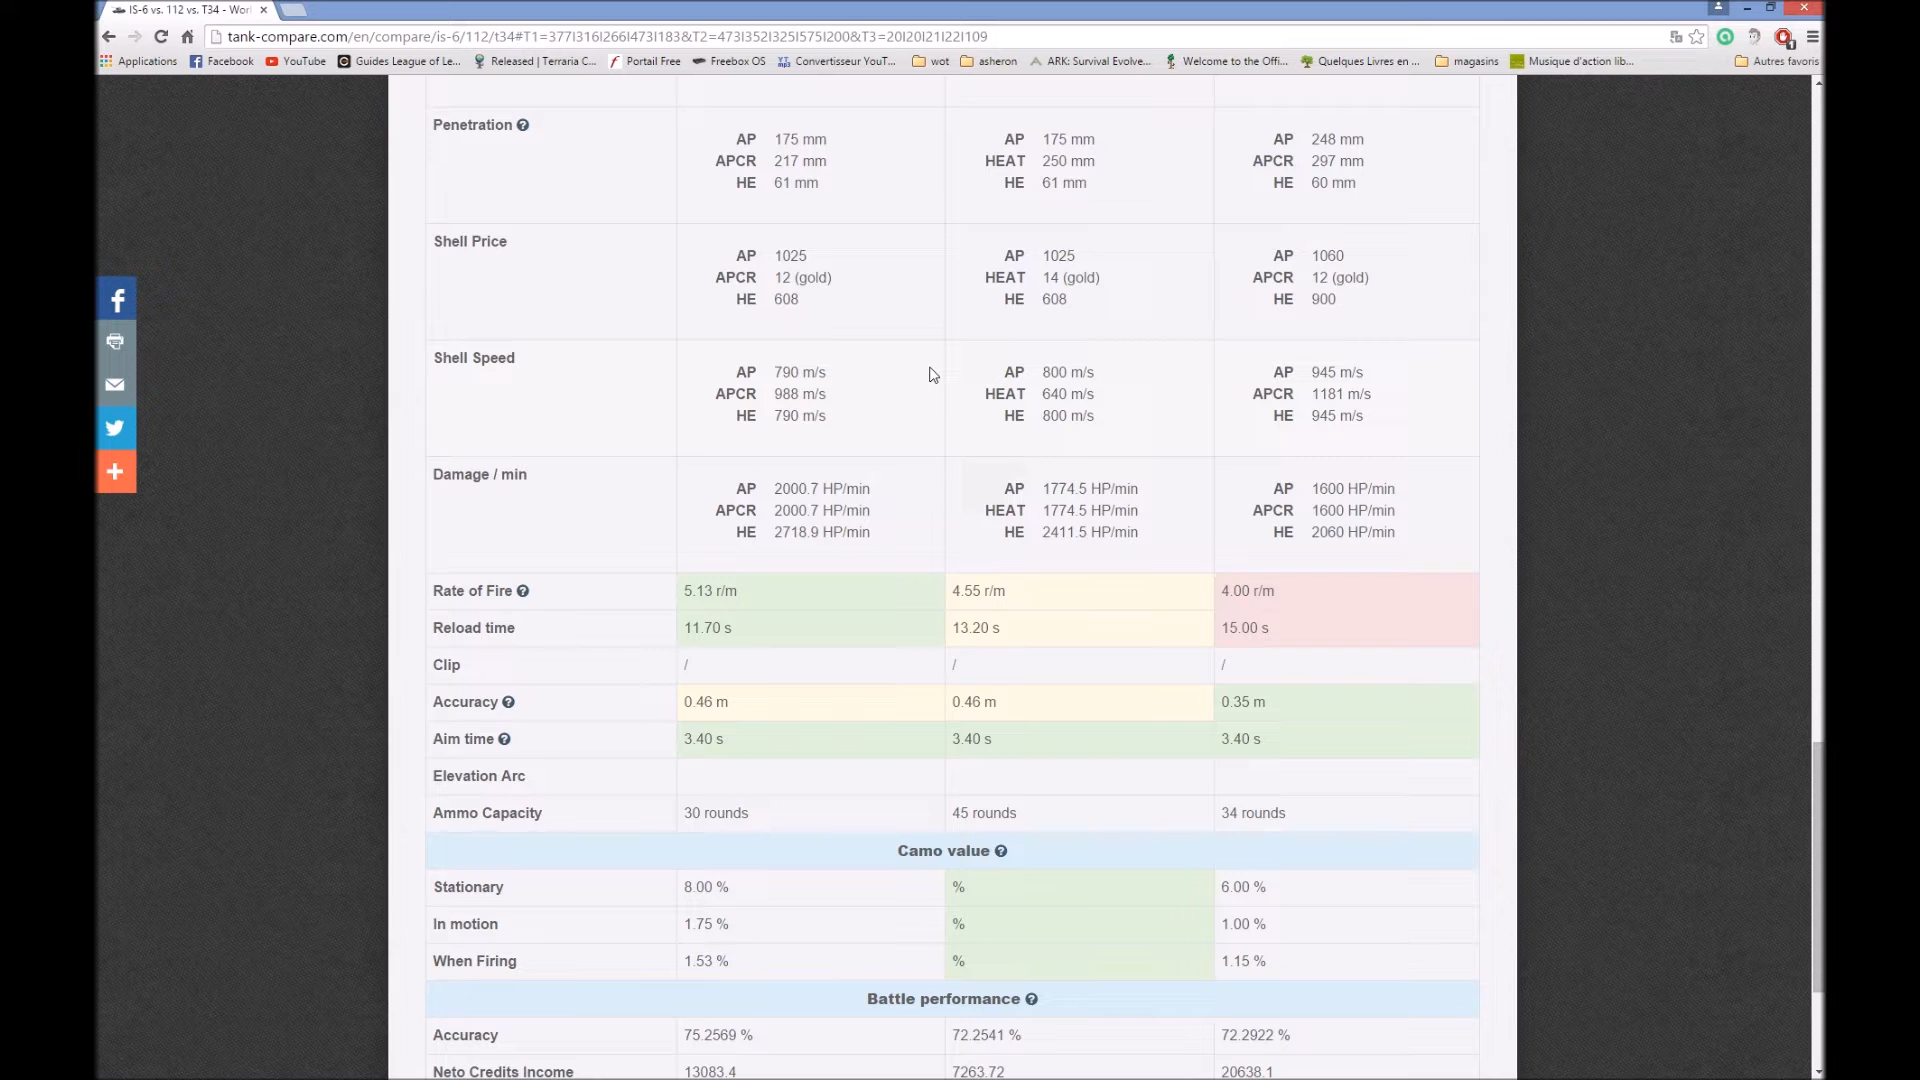 IS-6 vs. 112 vs. T34 - Worl
tank-compare.com/en/compare/is-6/112/t34#T1=377l316l266l473l183&T2=473l352l325l575l200&T3=20l20l21l22l109
Applications Facebook YouTube Guides League of Le... Released | Terraria C... Portail Free Freebox OS Convertisseur YouT... wot asheron ARK: Survival Evolve... Welcome to the Offi... Quelques Livres en ... magasins Musique d'action lib... Autres favoris
Penetration
AP 175 mm AP 175 mm AP 248 mm
APCR 217 mm HEAT 250 mm APCR 297 mm
HE 61 mm HE 61 mm HE 60 mm
Shell Price
AP 1025 AP 1025 AP 1060
APCR 12 (gold) HEAT 14 (gold) APCR 12 (gold)
HE 608 HE 608 HE 900
Shell Speed
AP 790 m/s AP 800 m/s AP 945 m/s
APCR 988 m/s HEAT 640 m/s APCR 1181 m/s
HE 790 m/s HE 800 m/s HE 945 m/s
Damage / min
AP 2000.7 HP/min AP 1774.5 HP/min AP 1600 HP/min
APCR 2000.7 HP/min HEAT 1774.5 HP/min APCR 1600 HP/min
HE 2718.9 HP/min HE 2411.5 HP/min HE 2060 HP/min
Rate of Fire 5.13 r/m 4.55 r/m 4.00 r/m
Reload time 11.70 s 13.20 s 15.00 s
Clip / / /
Accuracy 0.46 m 0.46 m 0.35 m
Aim time 3.40 s 3.40 s 3.40 s
Elevation Arc
Ammo Capacity 30 rounds 45 rounds 34 rounds
Camo value
Stationary 8.00 % % 6.00 %
In motion 1.75 % % 1.00 %
When Firing 1.53 % % 1.15 %
Battle performance
Accuracy 75.2569 % 72.2541 % 72.2922 %
Neto Credits Income 13083.4 7263.72 20638.1